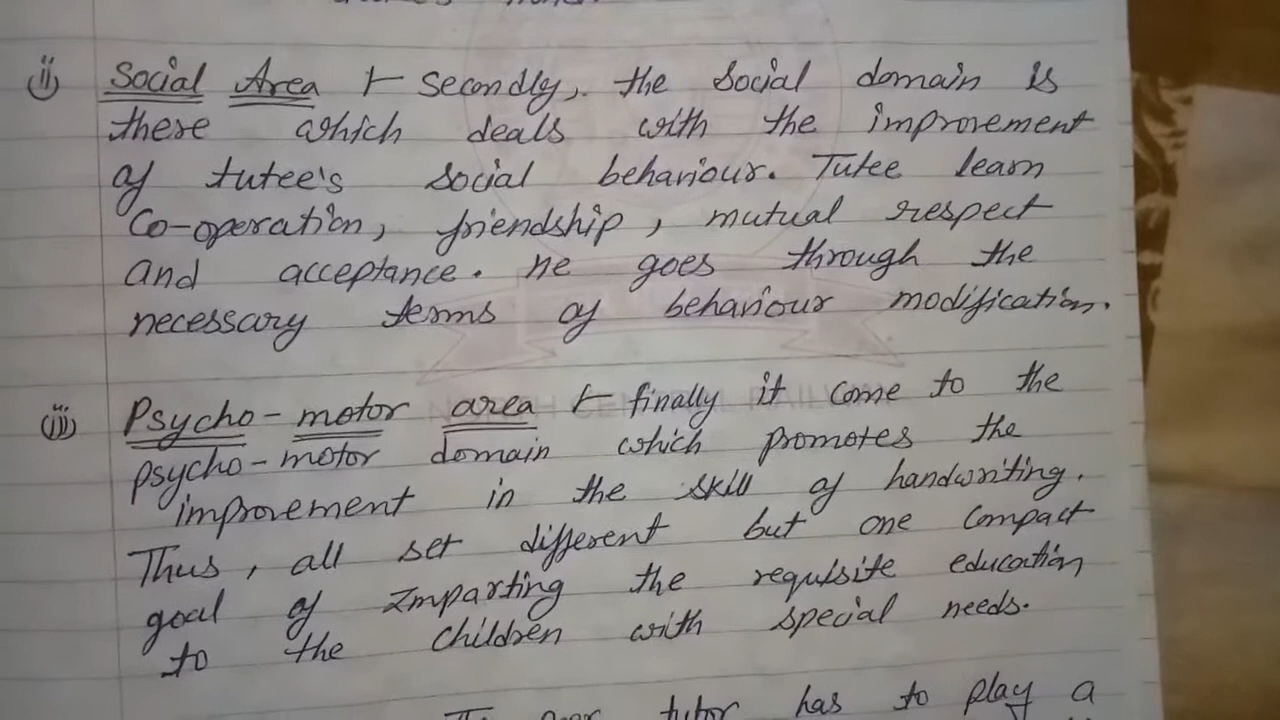 ii) Social Area :- Secondly, the social domain is
there which deals with the improvement
of tutee's social behaviour. Tutee learn
co-operation, friendship, mutual respect
and acceptance. he goes through the
necessary terms of behaviour modification.
iii) Psycho-motor area :- finally it come to the
psycho-motor domain which promotes the
improvement in the skill of handwriting.
Thus, all set different but one compact
goal of Imparting the requisite education
to the children with special needs.
tutor has to play a